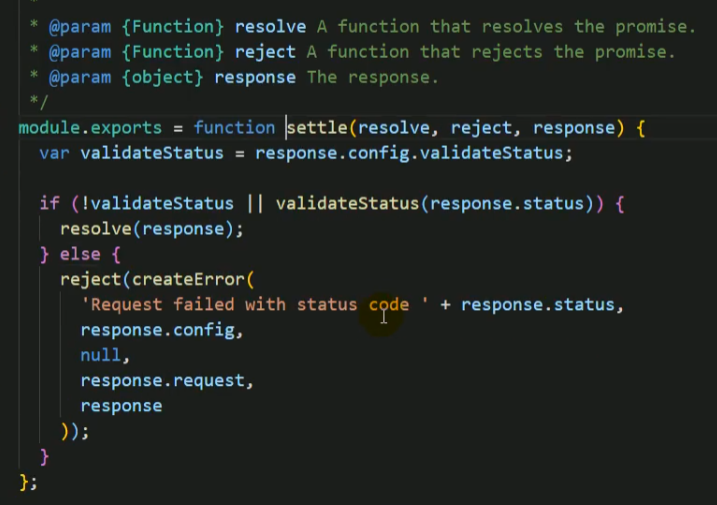 *
* @param {Function} resolve A function that resolves the promise.
* @param {Function} reject A function that rejects the promise.
* @param {object} response The response.
*/
module.exports = function settle(resolve, reject, response) {
var validateStatus = response.config.validateStatus;
if (!validateStatus || validateStatus(response.status)) {
resolve(response);
} else {
reject(createError(
'Request failed with status code ' + response.status,
response.config,
null,
response.request,
response
));
}
};